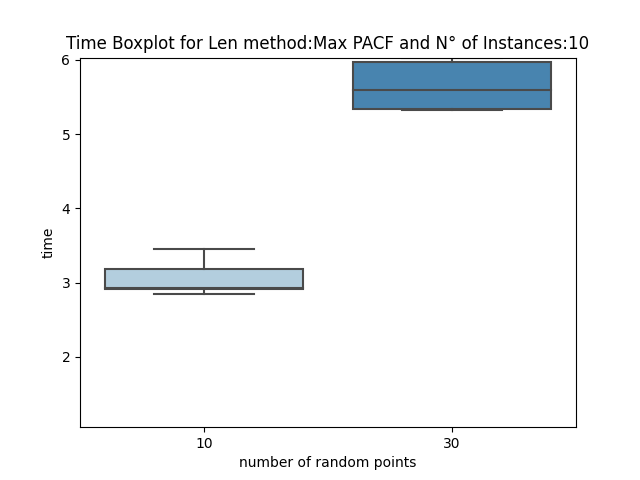 Time Boxplot for Len method:Max PACF and N° of Instances:10
6
5
4
3
2
time
10 30
number of random points